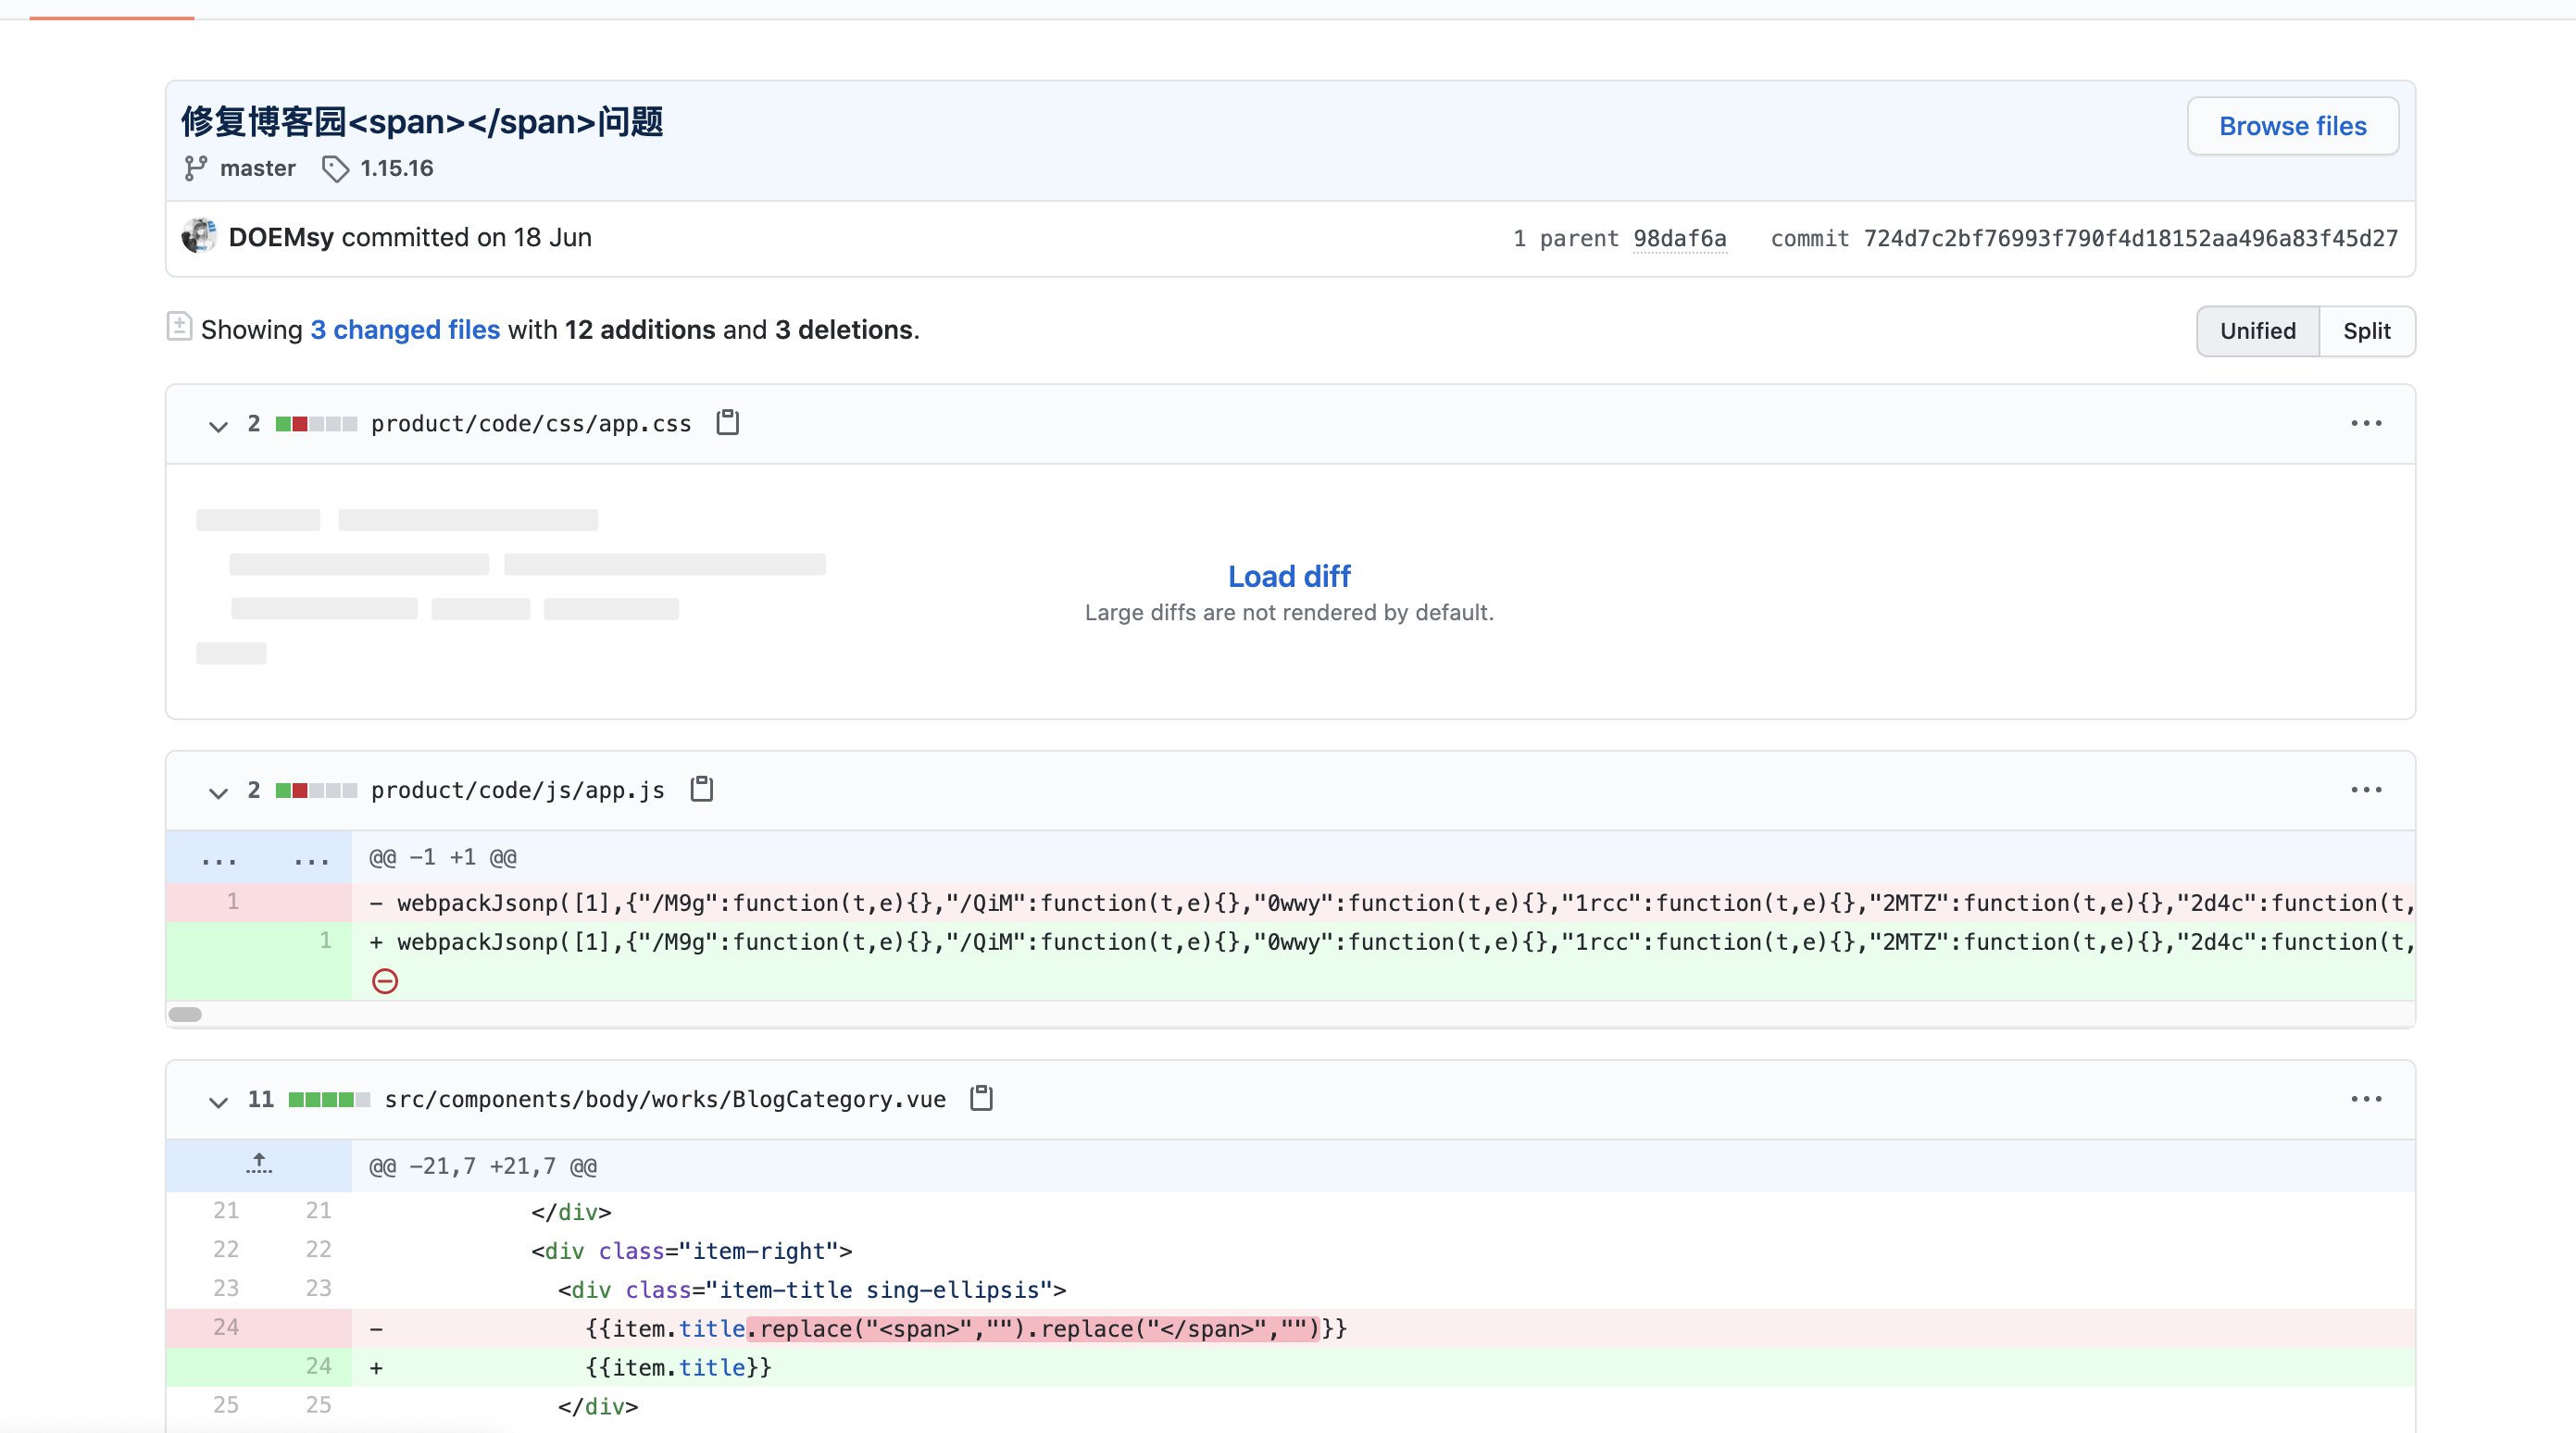 修复博客园<span></span>问题
Browse files
master 1.15.16
DOEMsy committed on 18 Jun
1 parent 98daf6a commit 724d7c2bf76993f790f4d18152aa496a83f45d27
Showing 3 changed files with 12 additions and 3 deletions.
Unified Split
2 product/code/css/app.css
Load diff
Large diffs are not rendered by default.
2 product/code/js/app.js
... ... @@ -1 +1 @@
1 - webpackJsonp([1],{"/M9g":function(t,e){},"/QiM":function(t,e){},"0wwy":function(t,e){},"1rcc":function(t,e){},"2MTZ":function(t,e){},"2d4c":function(t,
1 + webpackJsonp([1],{"/M9g":function(t,e){},"/QiM":function(t,e){},"0wwy":function(t,e){},"1rcc":function(t,e){},"2MTZ":function(t,e){},"2d4c":function(t,
11 src/components/body/works/BlogCategory.vue
@@ -21,7 +21,7 @@
21 21 </div>
22 22 <div class="item-right">
23 23 <div class="item-title sing-ellipsis">
24 - {{item.title.replace("<span>","").replace("</span>","")}}
24 + {{item.title}}
25 25 </div>